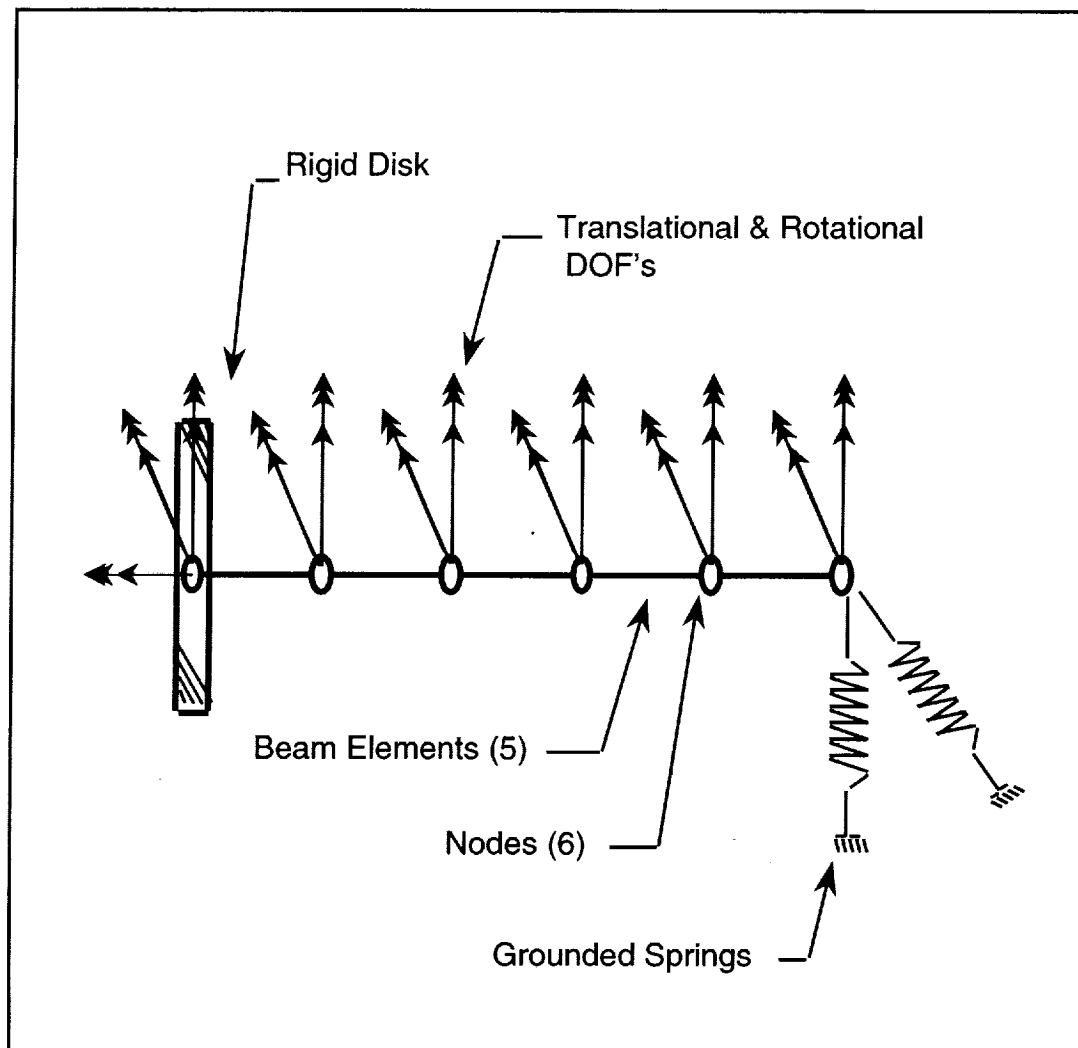 Rigid Disk
Translational & Rotational
DOF's
Beam Elements (5)
Nodes (6)
Grounded Springs